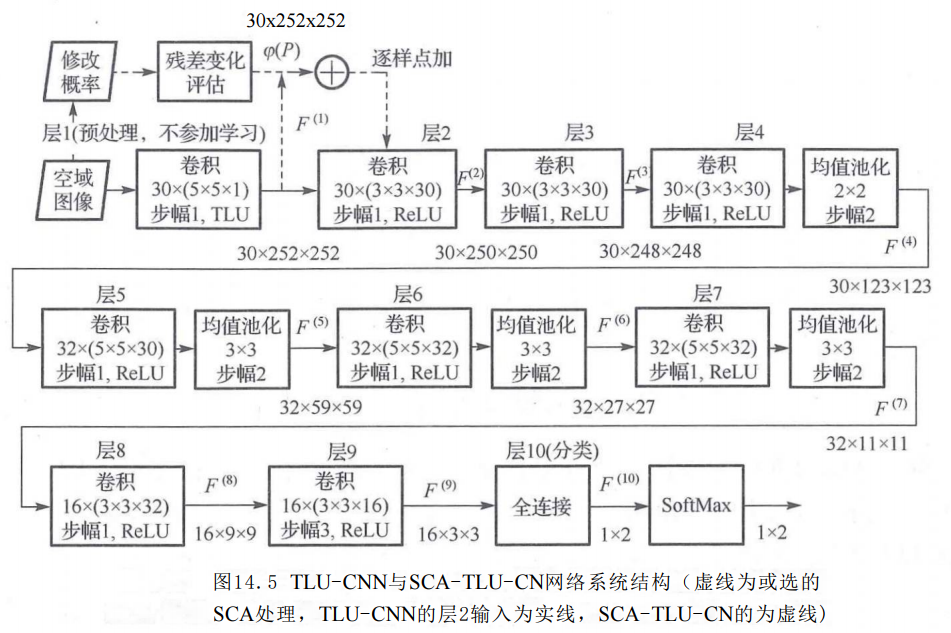 30x252x252
修改
概率
残差变化
评估
φ(P)
逐样点加
层1(预处理，不参加学习)
F(1)
层2
层3
层4
空域
图像
卷积
30×(5×5×1)
步幅1, TLU
卷积
30×(3×3×30)
步幅1, ReLU
F(2)
卷积
30×(3×3×30)
步幅1, ReLU
F(3
卷积
30×(3×3×30)
步幅1, ReLU
均值池化
2×2
步幅2
F(4)
30×252×252
30×250×250
30×248×248
30×123×123
层5
层6
层7
卷积
32×(5×5×30)
步幅1, ReLU
均值池化
3×3
步幅2
F(5)
卷积
32×(5×5×32)
步幅1, ReLU
均值池化
3×3
步幅2
F(6)
卷积
32×(5×5×32)
步幅1, ReLU
均值池化
3×3
步幅2
F(7)
32×59×59
32×27×27
32×11×11
层8
层9
层10(分类)
卷积
16×(3×3×32)
步幅1, ReLU
F(8)
16×9×9
卷积
16×(3×3×16)
步幅3, ReLU
F(9)
16×3×3
全连接
F(10)
1×2
SoftMax
1×2
图14.5 TLU-CNN与SCA-TLU-CN网络系统结构（虚线为或选的
SCA处理，TLU-CNN的层2输入为实线，SCA-TLU-CN的为虚线）